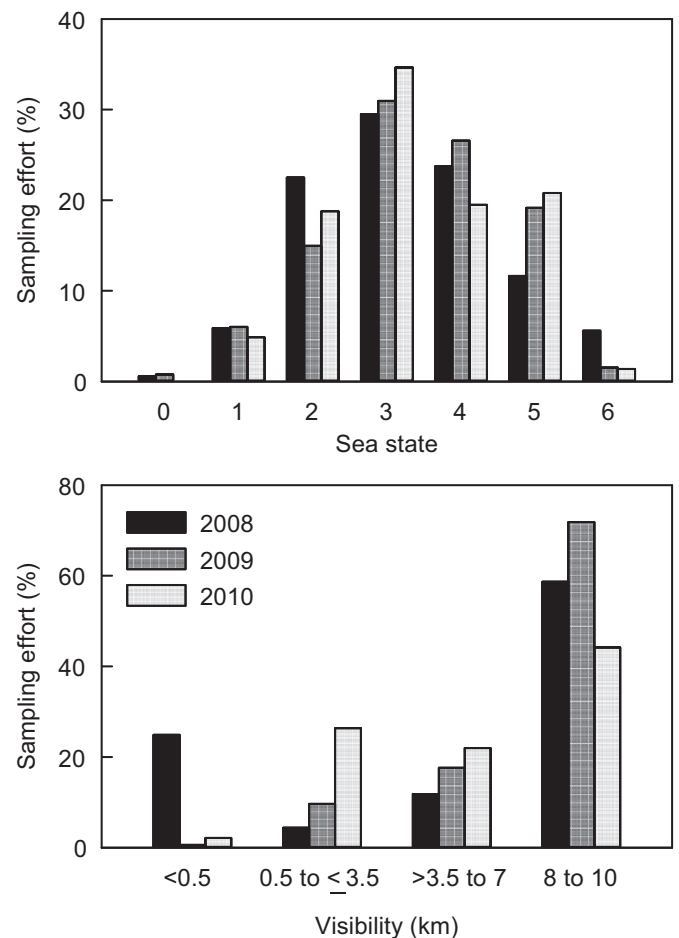 40
30
20
10
0
Sampling effort (%)
0 1 2 3 4 5 6
Sea state
80
60
40
20
0
Sampling effort (%)
2008
2009
2010
<0.5 0.5 to ≤ 3.5 >3.5 to 7 8 to 10
Visibility (km)